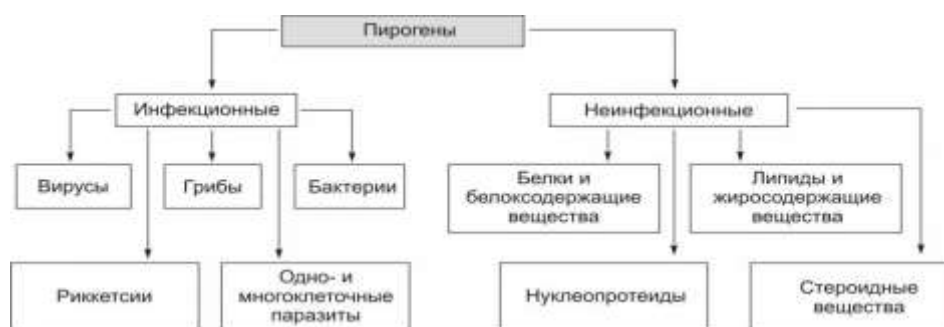 Пирогены
Инфекционные
Неинфекционные
Вирусы
Грибы
Бактерии
Белки и
белоксодержащие
вещества
Липиды и
жиросодержащие
вещества
Риккетсии
Одно- и
многоклеточные
паразиты
Нуклеопротеиды
Стероидные
вещества